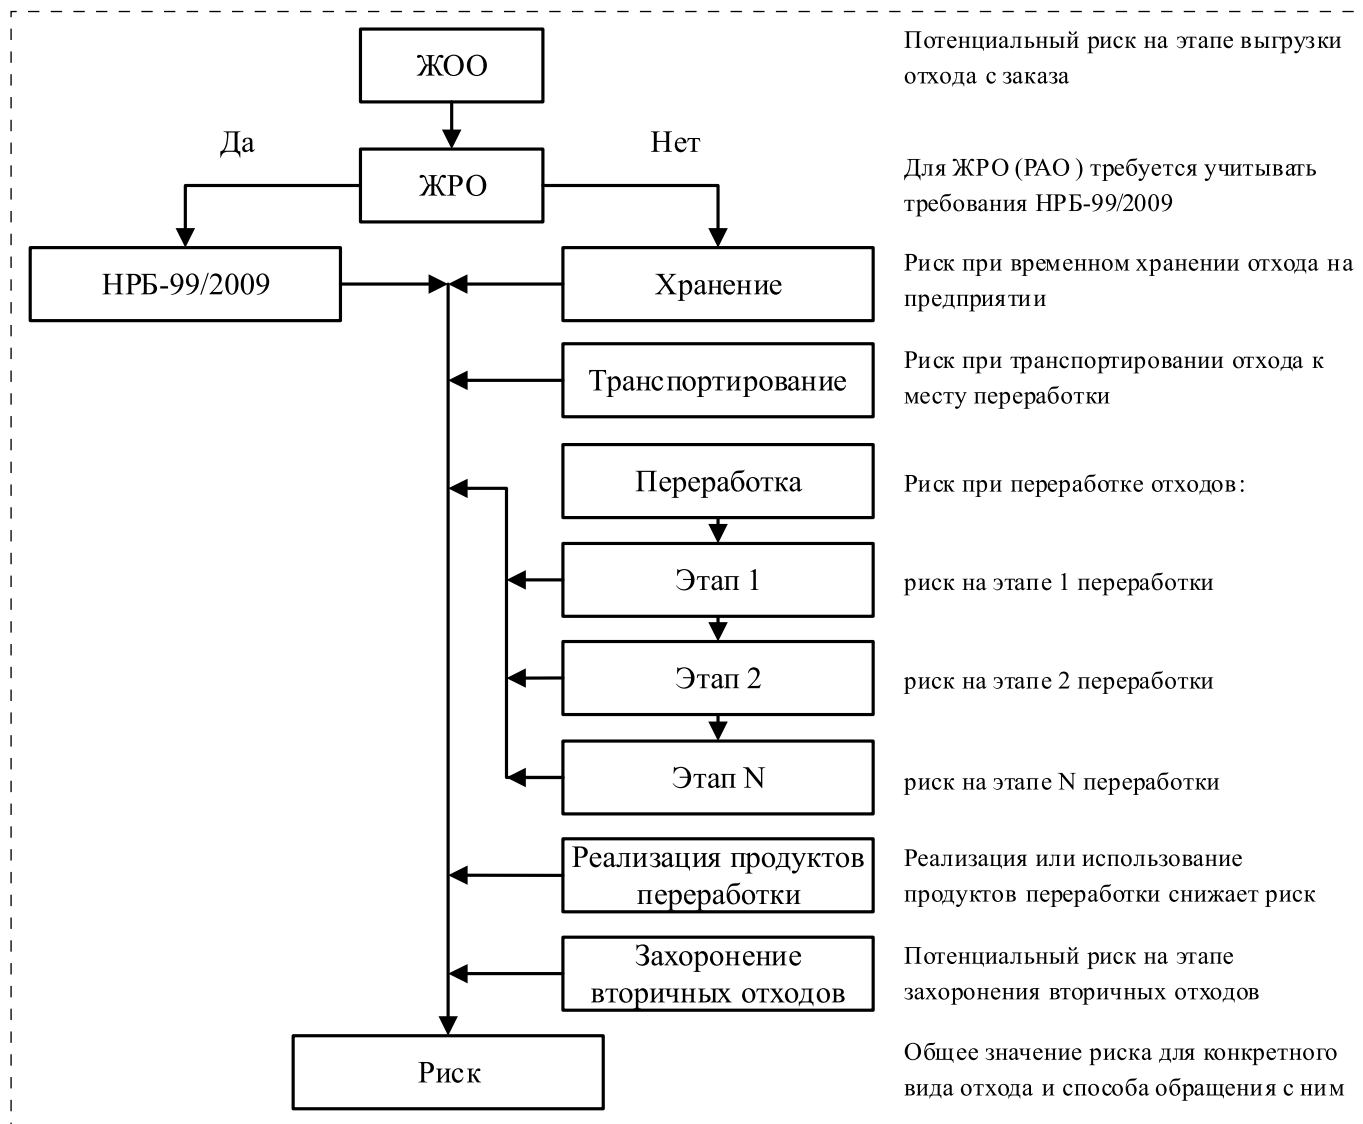 ЖОО
Потенциальный риск на этапе выгрузки
отхода с заказа
Да
Нет
ЖРО
Для ЖРО (РАО ) требуется учитывать
требования НРБ-99/2009
НРБ-99/2009
Хранение
Риск при временном хранении отхода на
предприятии
Транспортирование
Риск при транспортировании отхода к
месту переработки
Переработка
Риск при переработке отходов:
Этап 1
риск на этапе 1 переработки
Этап 2
риск на этапе 2 переработки
Этап N
риск на этапе N переработки
Реализация продуктов
переработки
Реализация или использование
продуктов переработки снижает риск
Захоронение
вторичных отходов
Потенциальный риск на этапе
захоронения вторичных отходов
Риск
Общее значение риска для конкретного
вида отхода и способа обращения с ним